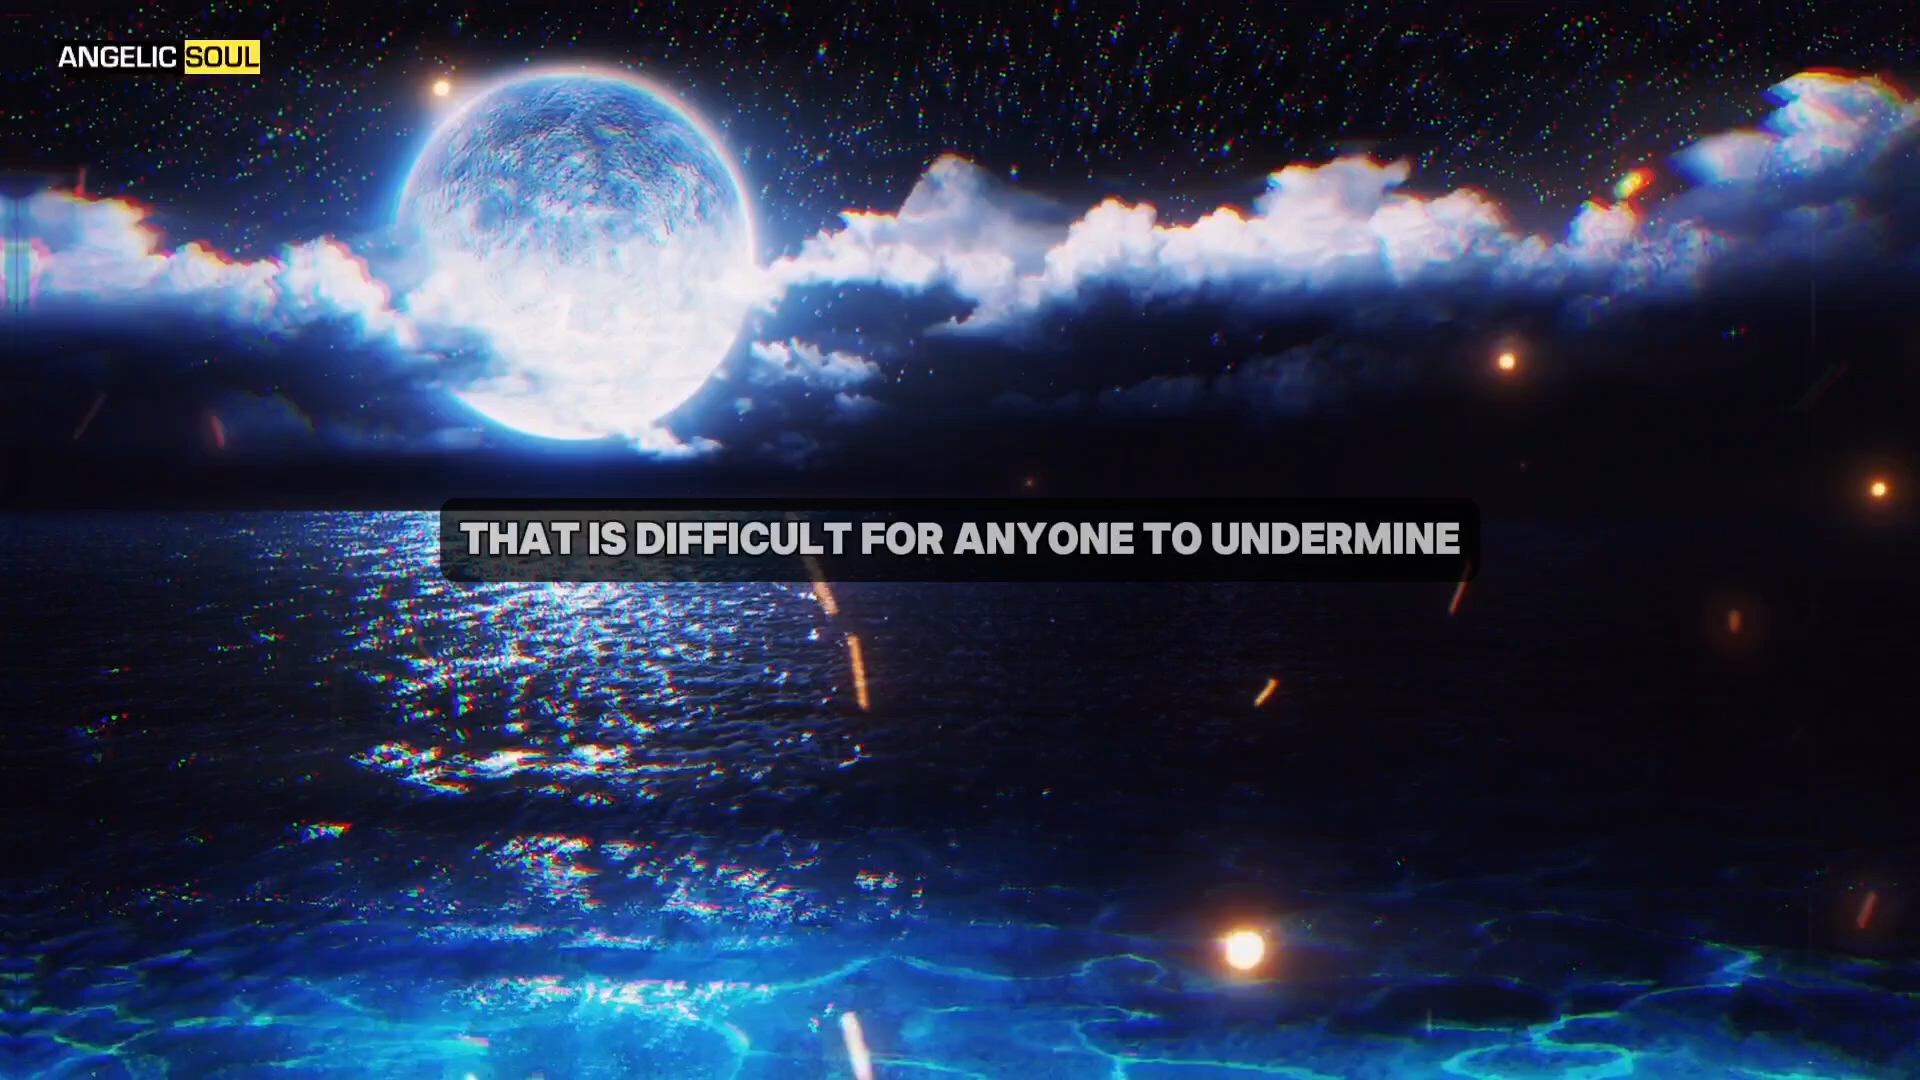 ANGELIC SOUL
THAT IS DIFFICULT FOR ANYONE TO UNDERMINE